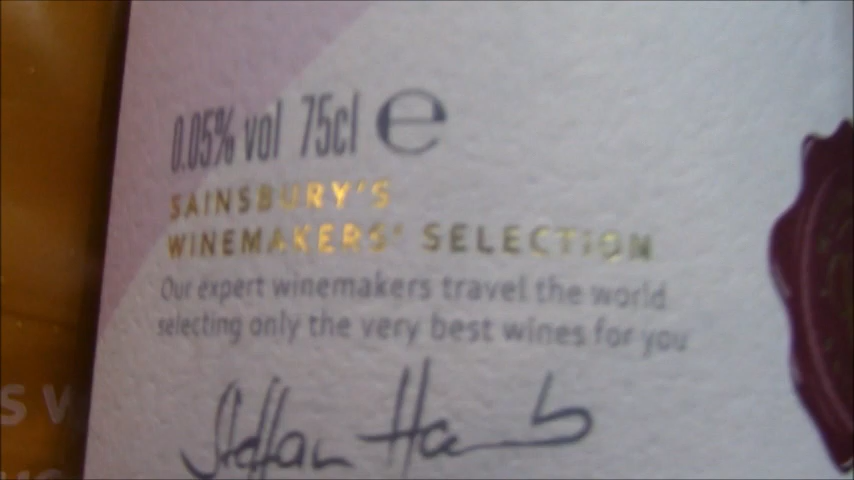 0.05% vol 75cl e
SAINSBURY'S
WINEMAKERS' SELECTION
Our expert winemakers travel the world
selecting only the very best wines for you